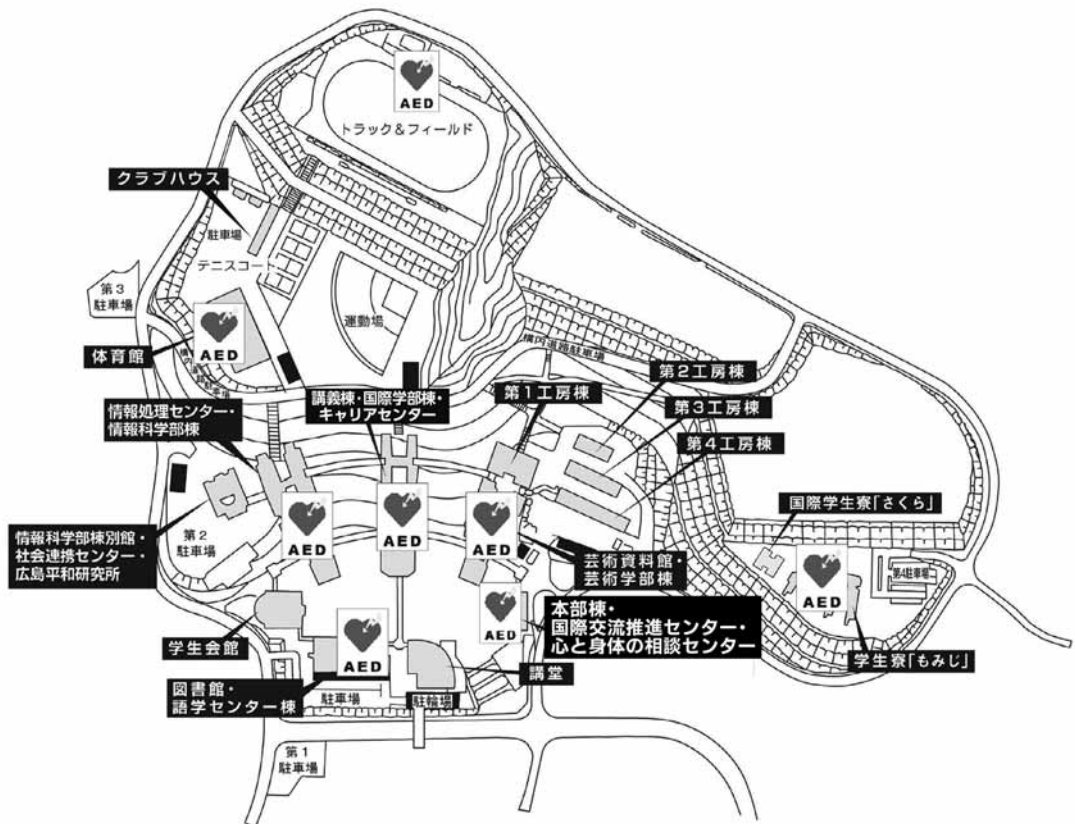 AED
トラック&フィールド
クラブハウス
駐車場
テニスコート
第3
駐車場
運動場
AED
体育館
構内道路駐車場
第2工房棟
第1工房棟
講義棟・国際学部棟・
キャリアセンター
第3工房棟
情報処理センター・
情報科学部棟
第4工房棟
国際学生寮「さくら」
AED
AED
AED
情報科学部棟別館・
社会連携センター・
広島平和研究所
第2
駐車場
芸術資料館・
芸術学部棟
AED
第4駐車場
本部棟・
国際交流推進センター・
心と身体の相談センター
AED
学生会館
AED
講堂
学生寮「もみじ」
図書館・
語学センター棟
駐車場
駐輪場
第1
駐車場